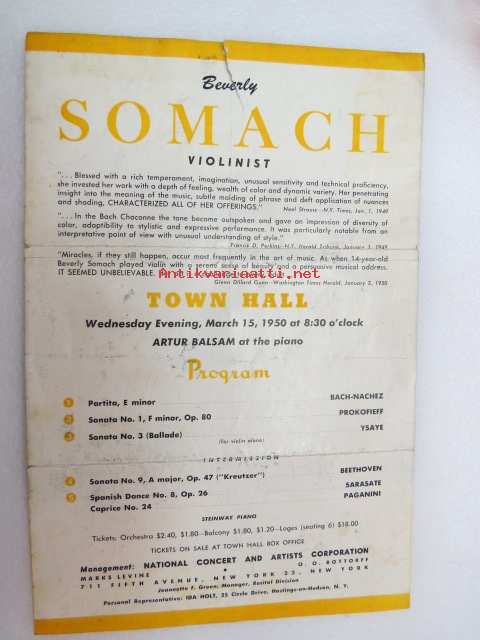 Beverly
SOMACH
VIOLINIST
". . . Blessed with a rich temperament, imagination, unusual sensitivity and technical proficiency,
she invested her work with a depth of feeling, wealth of color and dynamic variety. Her penetrating
insight into the meaning of the music, subtle molding of phrase and deft application of nuances
and shading, CHARACTERIZED ALL OF HER OFFERINGS."
Noel Straus—N.Y. Times, Jan. 1, 1949
". . . In the Bach Chaconne the tone became outspoken and gave an impression of diversity of
color, adaptibility to stylistic and expressive performance. It was particularly notable from an
interpretative point of view with unusual understanding of style."
Francis D. Perkins—N.Y. Herald Tribune, January 1, 1949
"Miracles, if they still happen, occur most frequently in the art of music. As when 14-year-old
Beverly Somach played violin with a serene sense of beauty and a persuasive musical address.
IT SEEMED UNBELIEVABLE.
Glenn Dillard Gunn—Washington Times Herald, January 2, 1950
Antikvariaatti.net
TOWN HALL
Wednesday Evening, March 15, 1950 at 8:30 o'clock
ARTUR BALSAM at the piano
Program
1 Partita, E minor BACH-NACHEZ
2 Sonata No. 1, F minor, Op. 80 PROKOFIEFF
3 Sonata No. 3 (Ballade) YSAYE
(for violin alone)
INTERMISSION
4 Sonata No. 9, A major, Op. 47 ("Kreutzer") BEETHOVEN
5 Spanish Dance No. 8, Op. 26 SARASATE
Caprice No. 24 PAGANINI
STEINWAY PIANO
Tickets: Orchestra $2.40, $1.80—Balcony $1.80, $1.20—Loges (seating 6) $18.00
TICKETS ON SALE AT TOWN HALL BOX OFFICE
Management: NATIONAL CONCERT AND ARTISTS CORPORATION
MARKS LEVINE • O. O. BOTTORFF
711 FIFTH AVENUE, NEW YORK 22, NEW YORK
Jeannette F. Green, Manager, Recital Division
Personal Representative: IDA HOLT, 25 Circle Drive, Hastings-on-Hudson, N. Y.